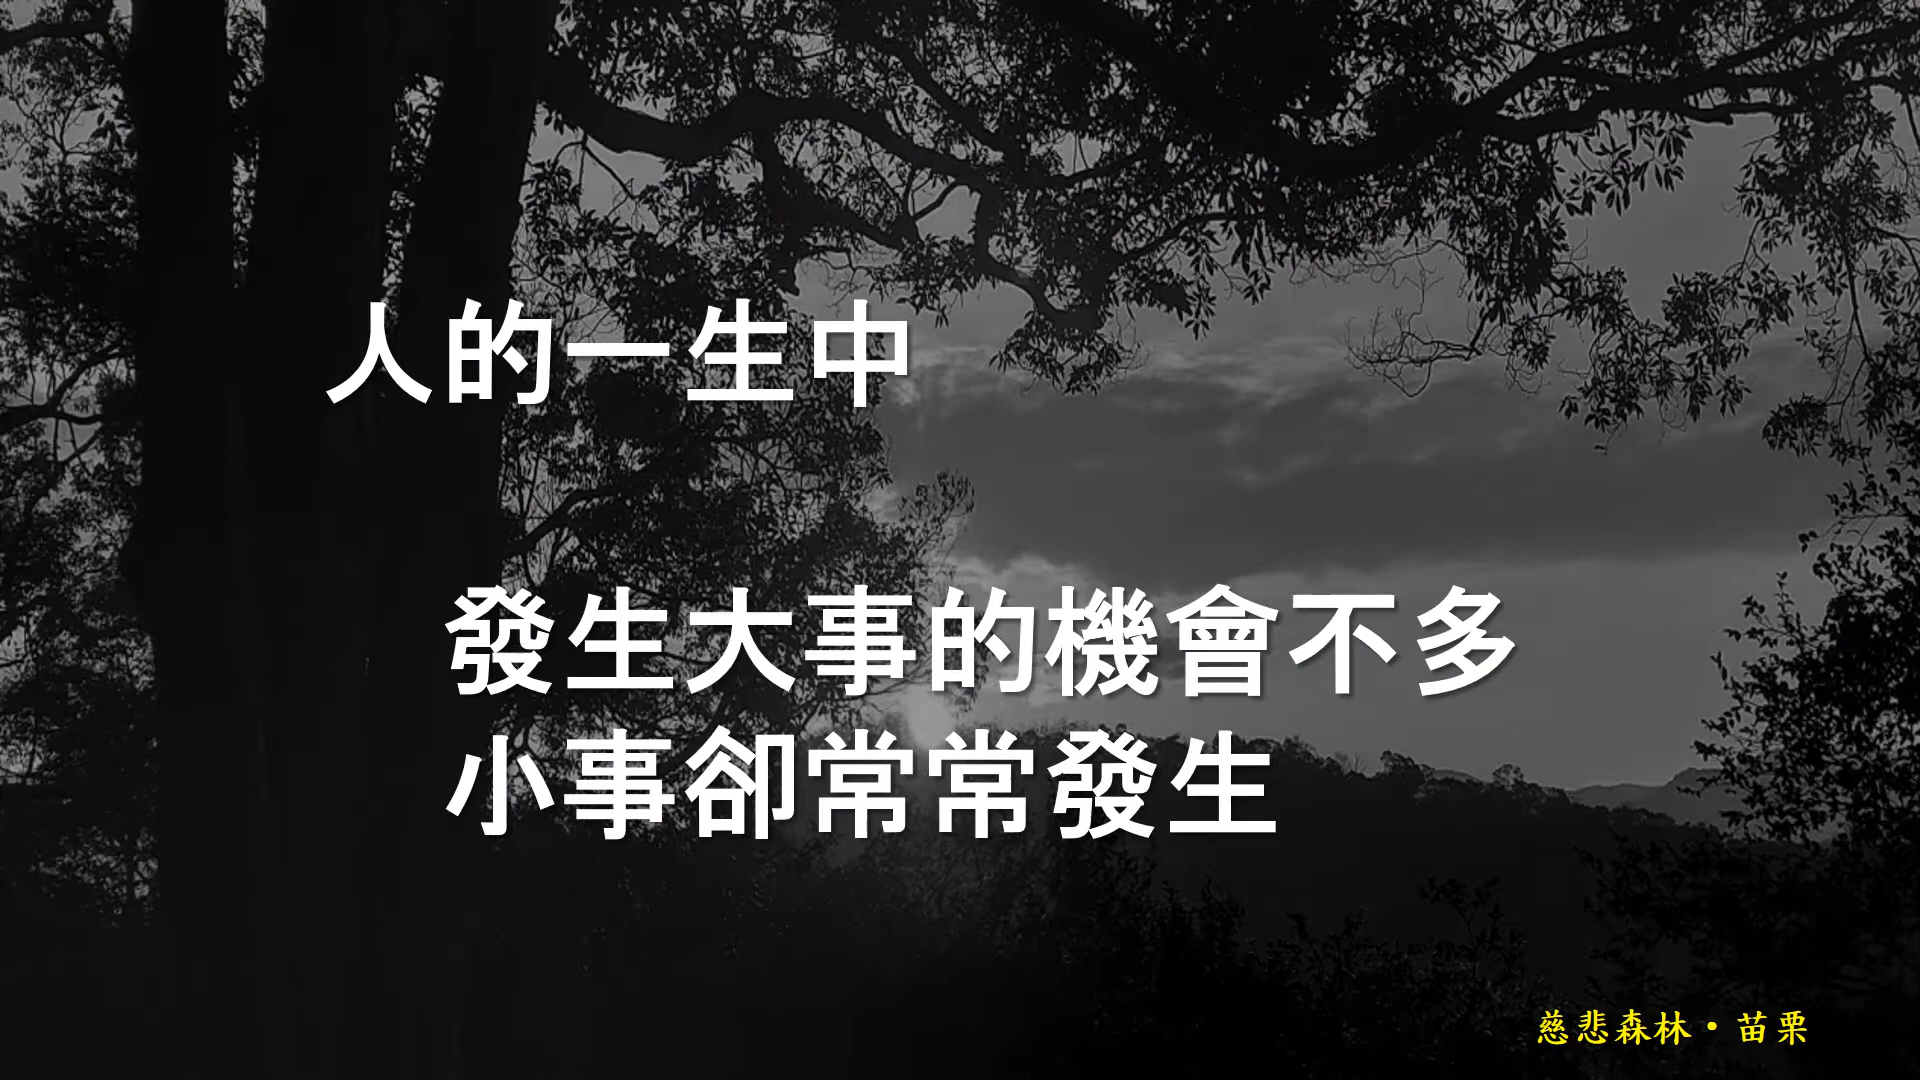 人的一生中
發生大事的機會不多
小事卻常常發生
慈悲森林·苗栗